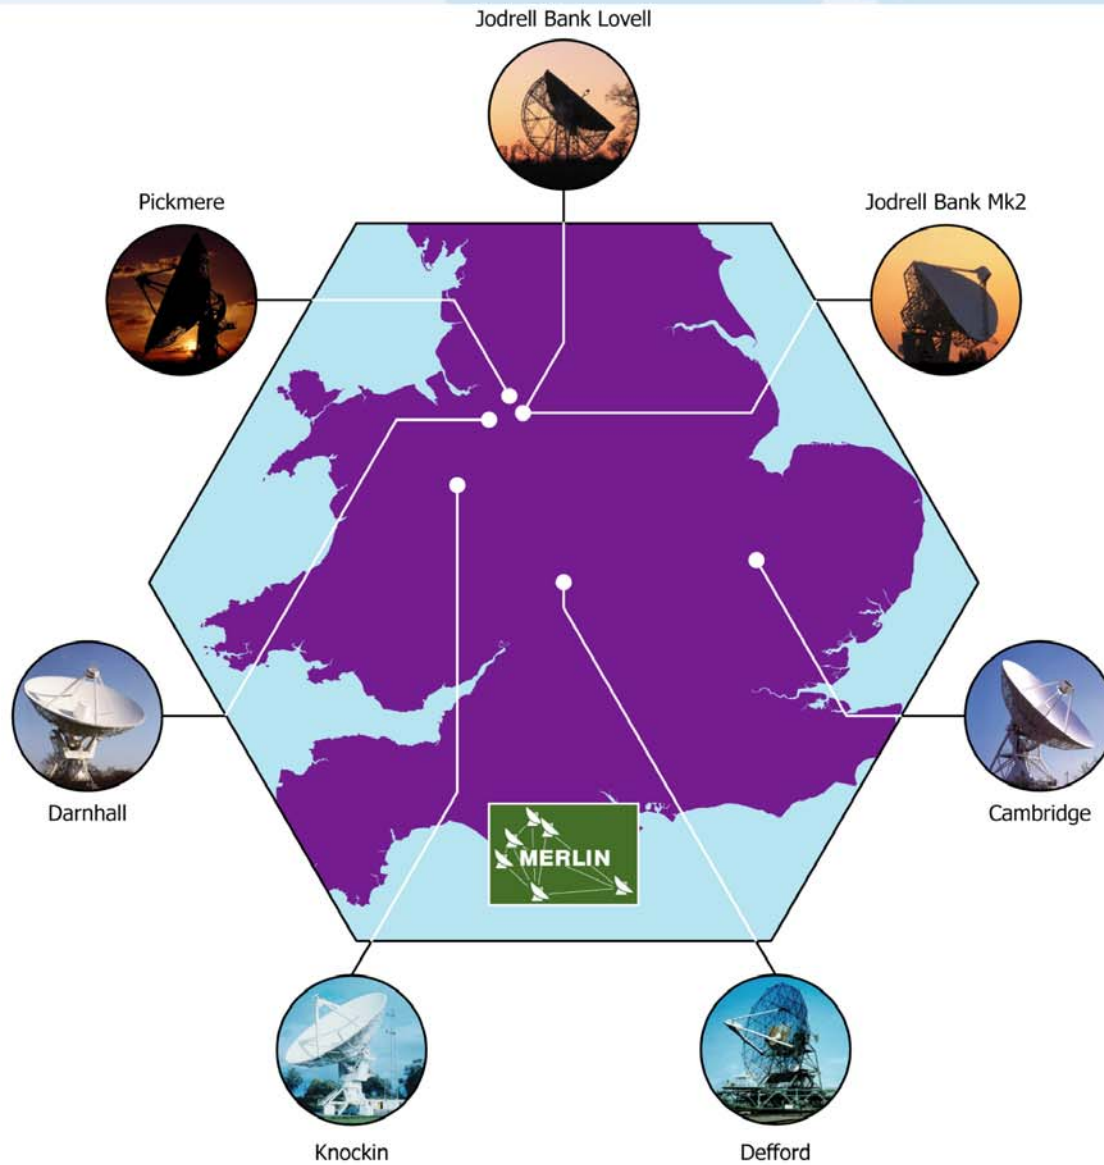 Jodrell Bank Lovell
Pickmere
Jodrell Bank Mk2
Darnhall
Cambridge
MERLIN
Knockin
Defford